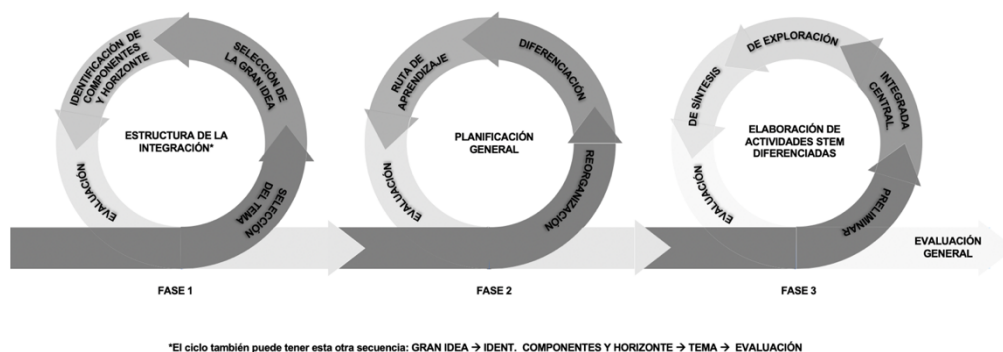 SELECCIÓN
DEL TEMA
SELECCIÓN DE
LA GRAN IDEA
IDENTIFICACIÓN DE
COMPONENTES
Y HORIZONTE
EVALUACIÓN
ESTRUCTURA DE LA
INTEGRACIÓN*
FASE 1
REORGANIZACIÓN
DIFERENCIACIÓN
RUTA DE
APRENDIZAJE
EVALUACIÓN
PLANIFICACIÓN
GENERAL
FASE 2
PRELIMINAR
INTEGRADA
CENTRAL
DE EXPLORACIÓN
DE SÍNTESIS
EVALUACIÓN
ELABORACIÓN DE
ACTIVIDADES STEM
DIFERENCIADAS
FASE 3
EVALUACIÓN
GENERAL
*El ciclo también puede tener esta otra secuencia: GRAN IDEA → IDENT. COMPONENTES Y HORIZONTE → TEMA → EVALUACIÓN